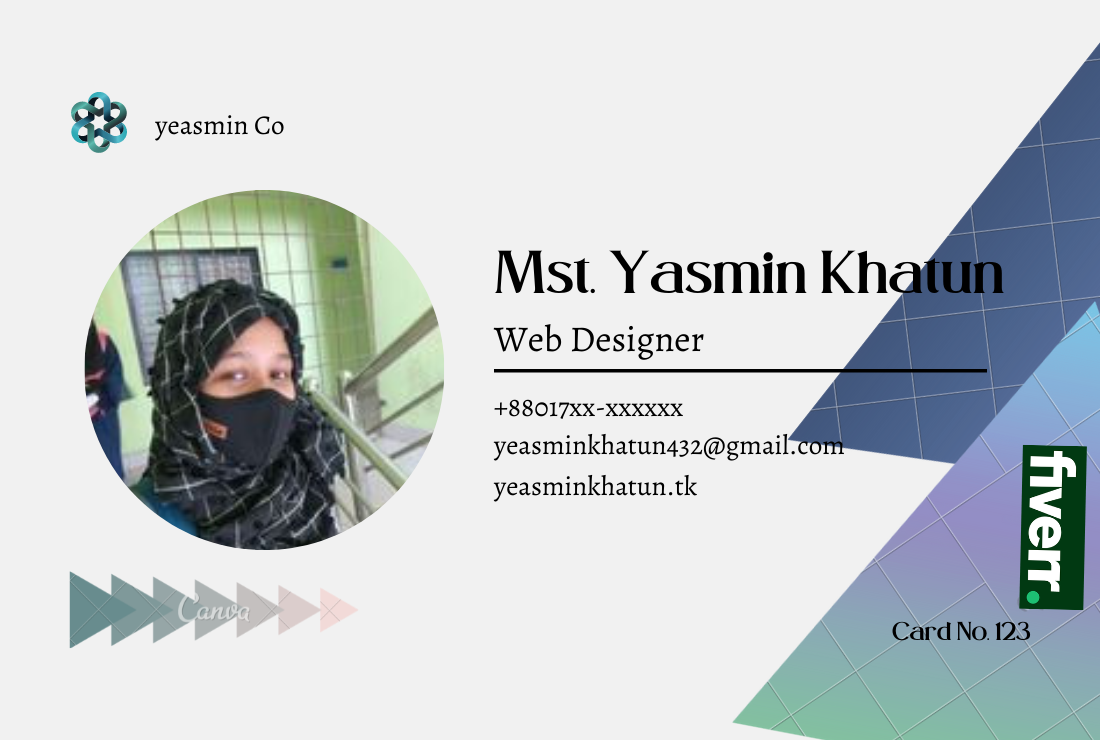 yeasmin Co
Mst. Yasmin Khatun
Web Designer
+88017xx-xxxxxx
yeasminkhatun432@gmail.com
yeasminkhatun.tk
fiverr.
Canva
Card No. 123